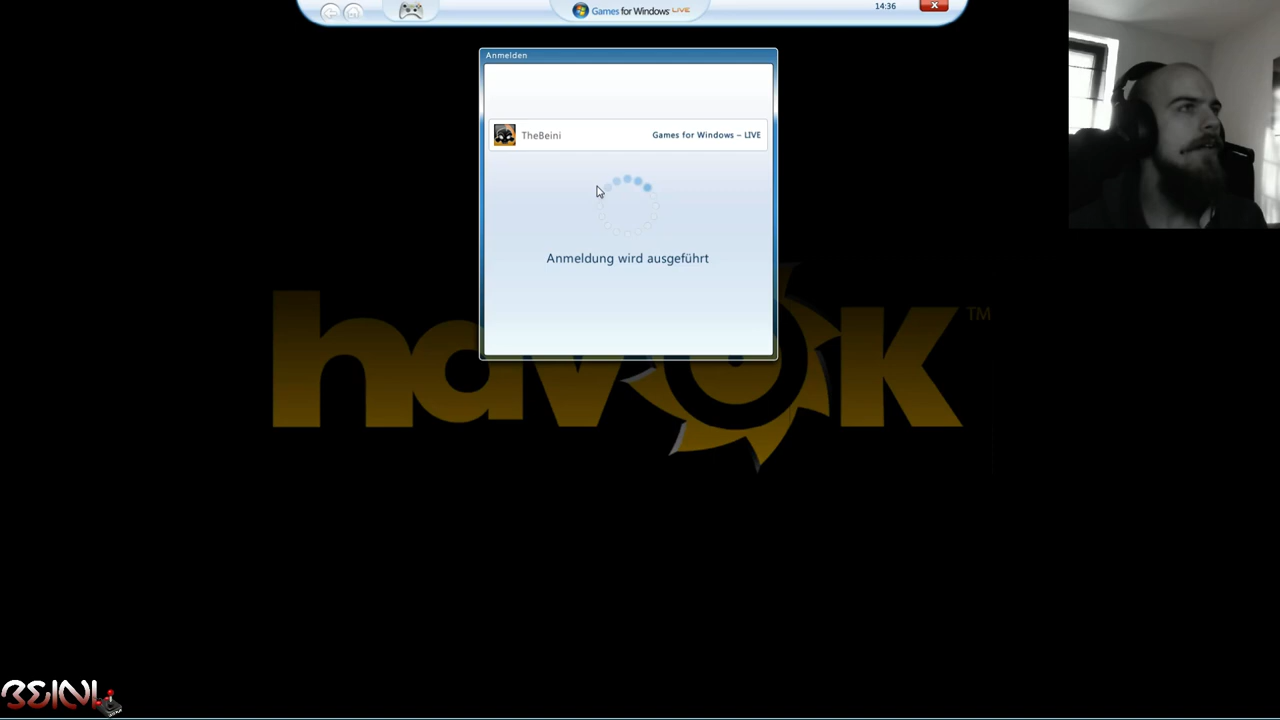 Games for Windows LIVE
14:36
Anmelden
TheBeini
Games for Windows – LIVE
Anmeldung wird ausgeführt
havok TM
BEINI